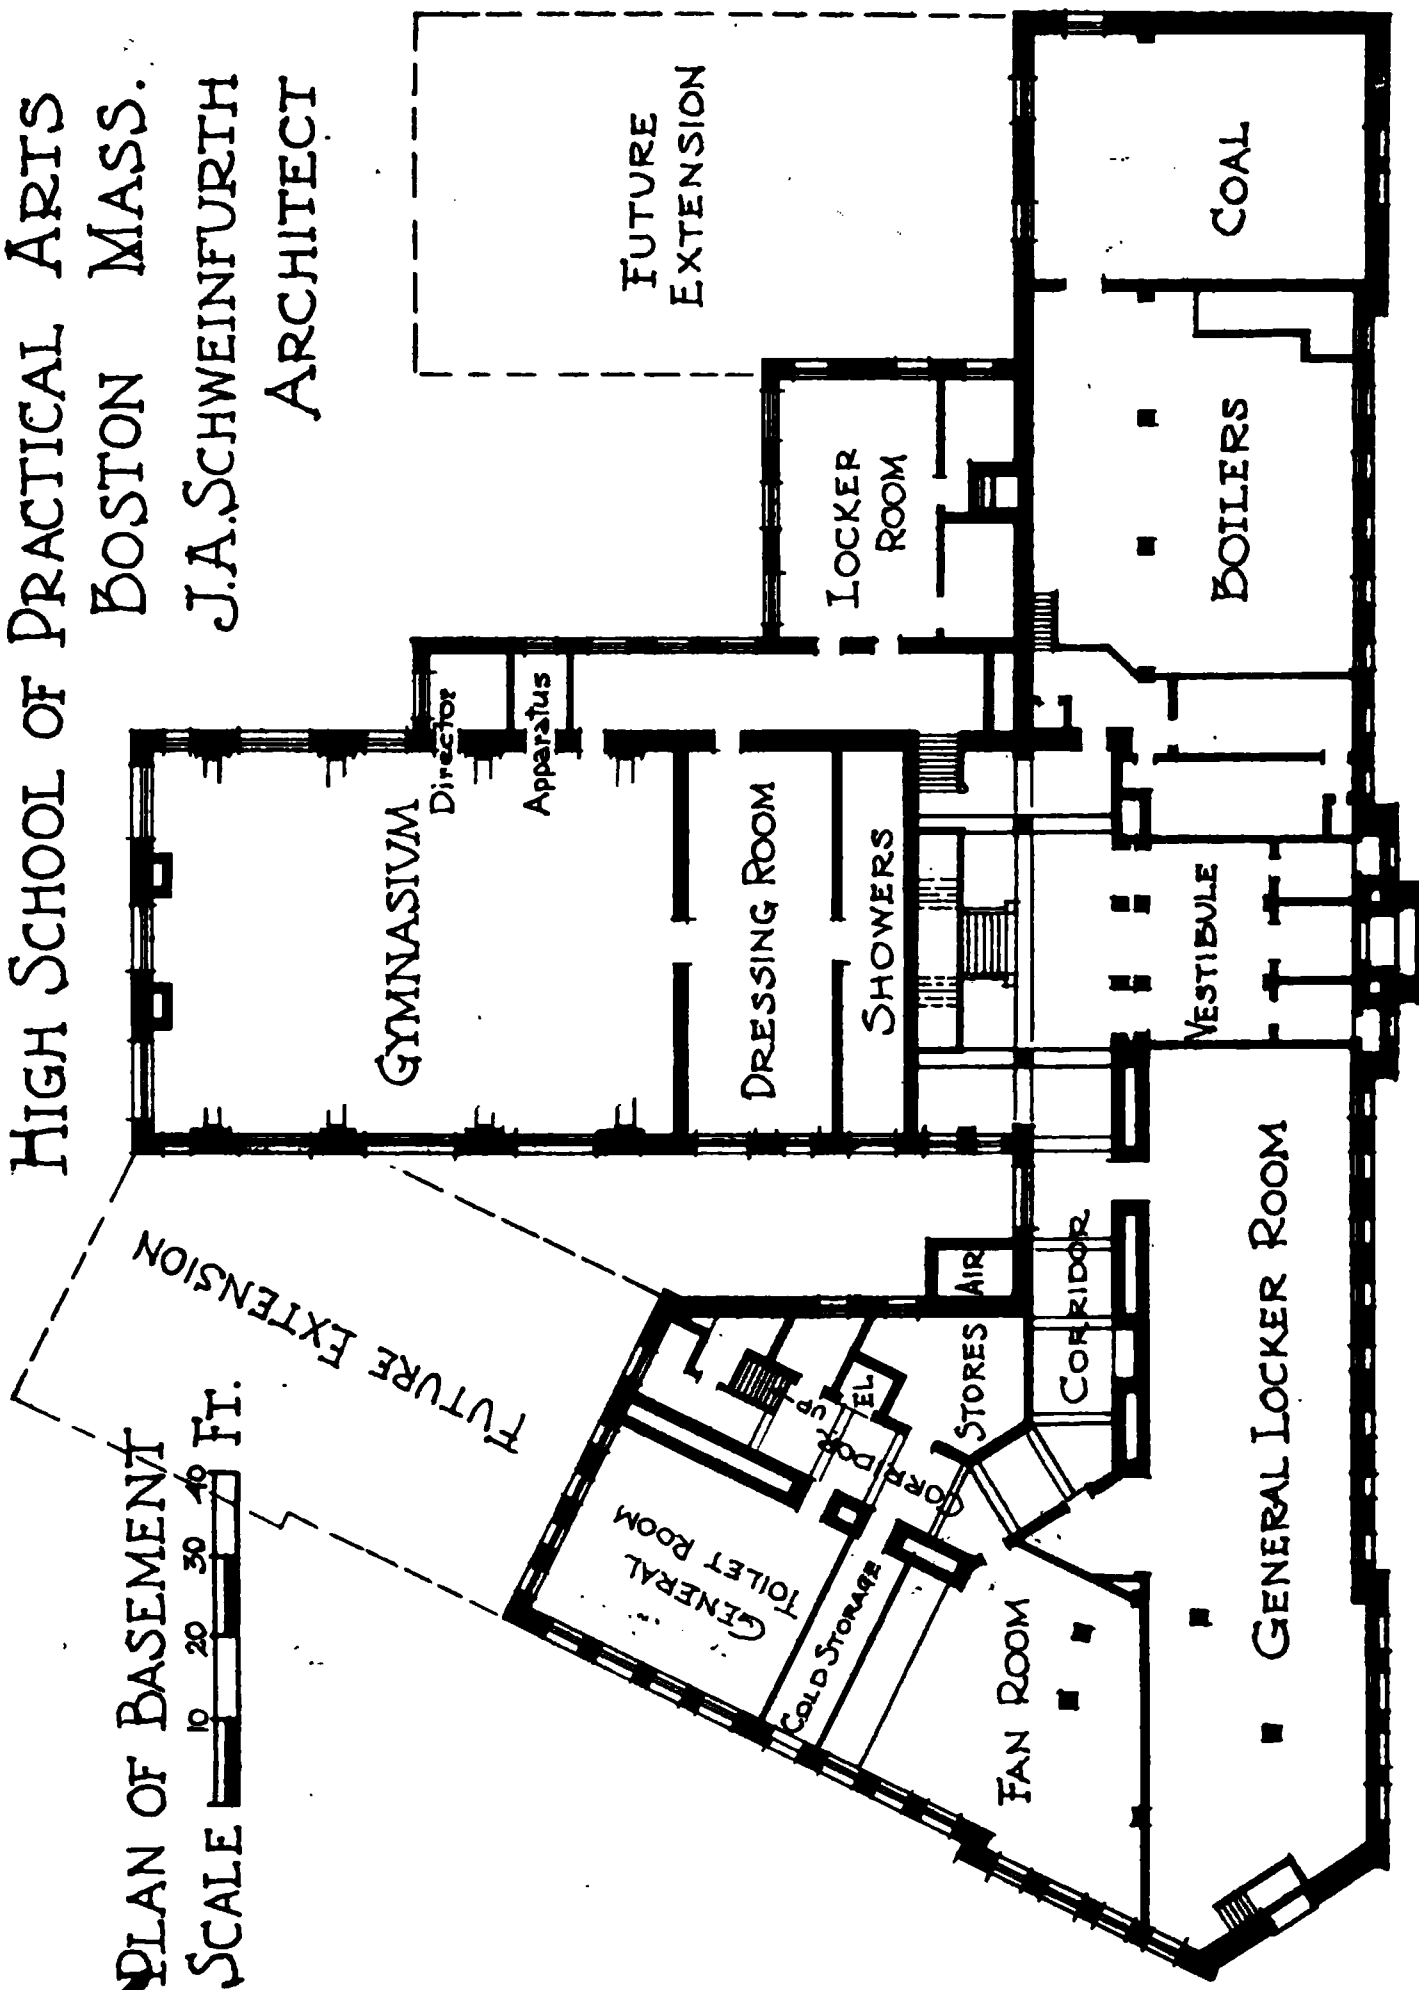 HIGH SCHOOL OF PRACTICAL ARTS
BOSTON MASS.
J.A.SCHWEINFURTH
ARCHITECT
PLAN OF BASEMENT
SCALE
10 20 30 40 FT.
FUTURE EXTENSION
FUTURE
EXTENSION
GYMNASIVM
Director
Apparatus
DRESSING ROOM
SHOWERS
LOCKER
ROOM
GENERAL
TOILET ROOM
COLD STORAGE
CORRIDOR
UP
EL
STORES
AIR
FAN ROOM
CORRIDOR
GENERAL LOCKER ROOM
VESTIBULE
BOILERS
COAL